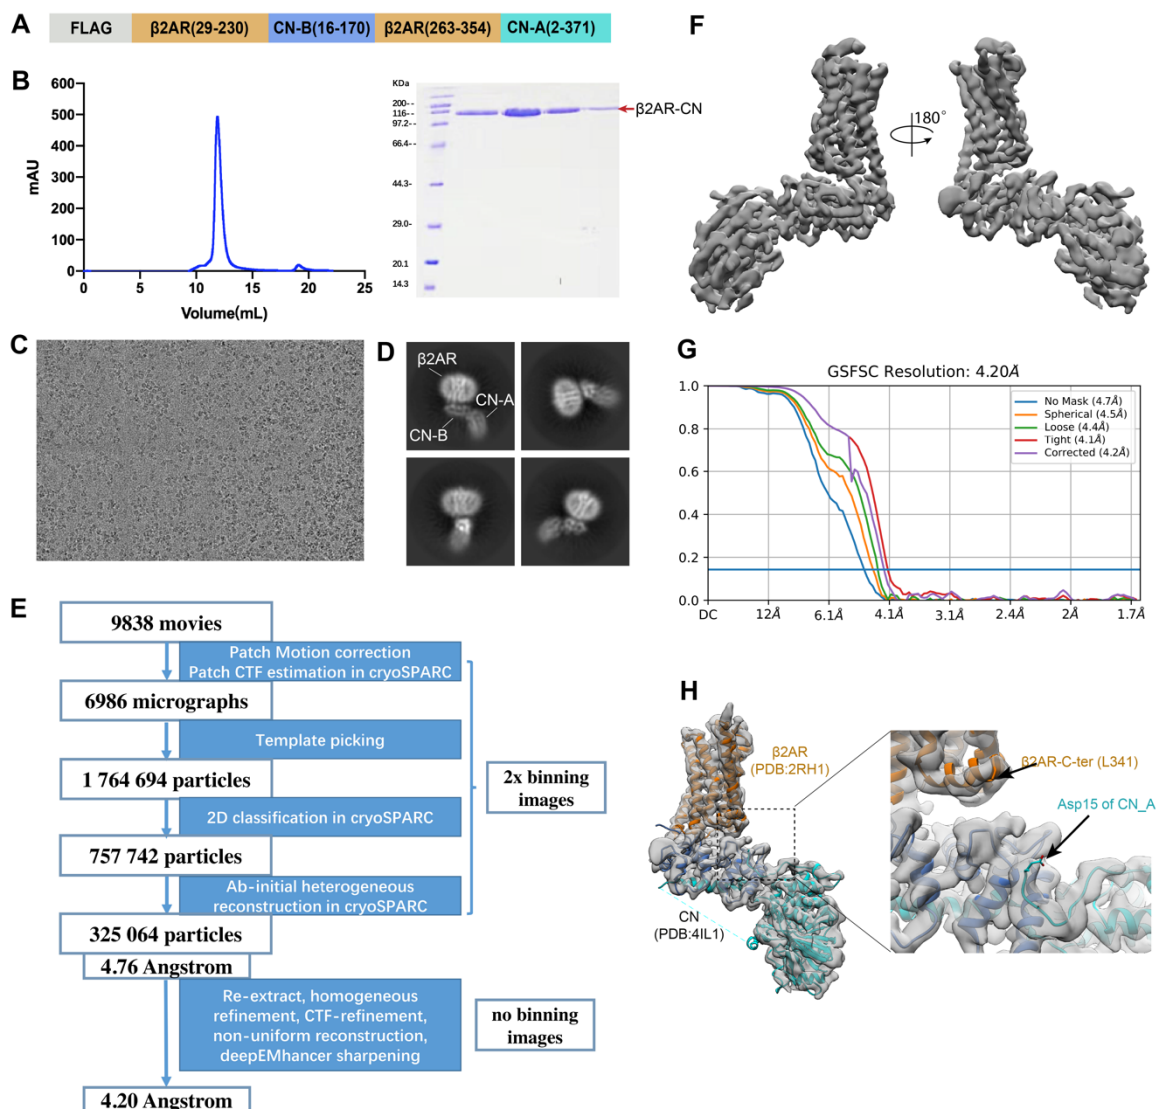 A
FLAG
β2AR(29-230)
CN-B(16-170)
β2AR(263-354)
CN-A(2-371)
B
600
500
400
300
200
100
0
mAU
0
5
10
15
20
25
Volume(mL)
KDa
200--
116--
97.2--
66.4--
44.3-
29.0-
20.1
14.3
β2AR-CN
C
D
β2AR
CN-A
CN-B
E
9838 movies
Patch Motion correction
Patch CTF estimation in cryoSPARC
6986 micrographs
Template picking
1 764 694 particles
2D classification in cryoSPARC
757 742 particles
Ab-initial heterogeneous
reconstruction in cryoSPARC
325 064 particles
4.76 Angstrom
Re-extract, homogeneous
refinement, CTF-refinement,
non-uniform reconstruction,
deepEMhancer sharpening
4.20 Angstrom
2x binning
images
no binning
images
F
180°
G
GSFSC Resolution: 4.20Å
1.0
0.8
0.6
0.4
0.2
0.0
DC
12Å
6.1Å
4.1Å
3.1Å
2.4Å
2Å
1.7Å
No Mask (4.7Å)
Spherical (4.5Å)
Loose (4.4Å)
Tight (4.1Å)
Corrected (4.2Å)
H
β2AR
(PDB:2RH1)
CN
(PDB:4IL1)
β2AR-C-ter (L341)
Asp15 of CN_A